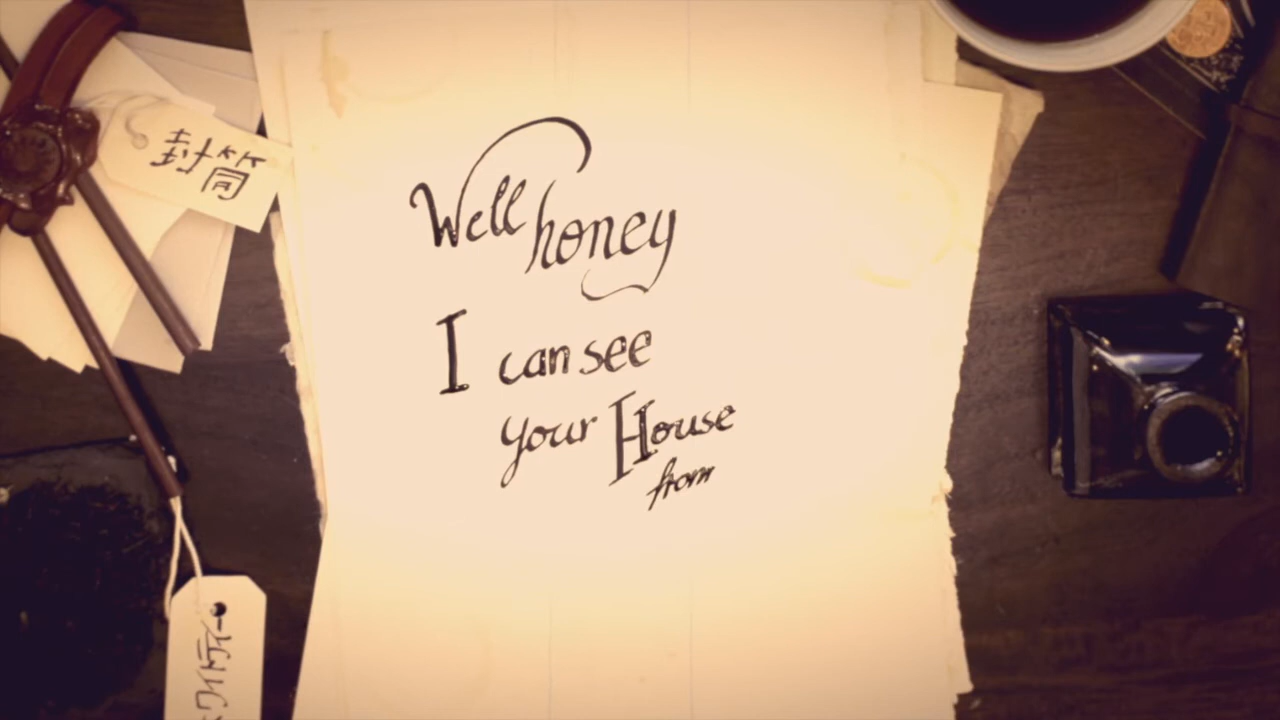 封筒
Well honey
I can see
your House
from